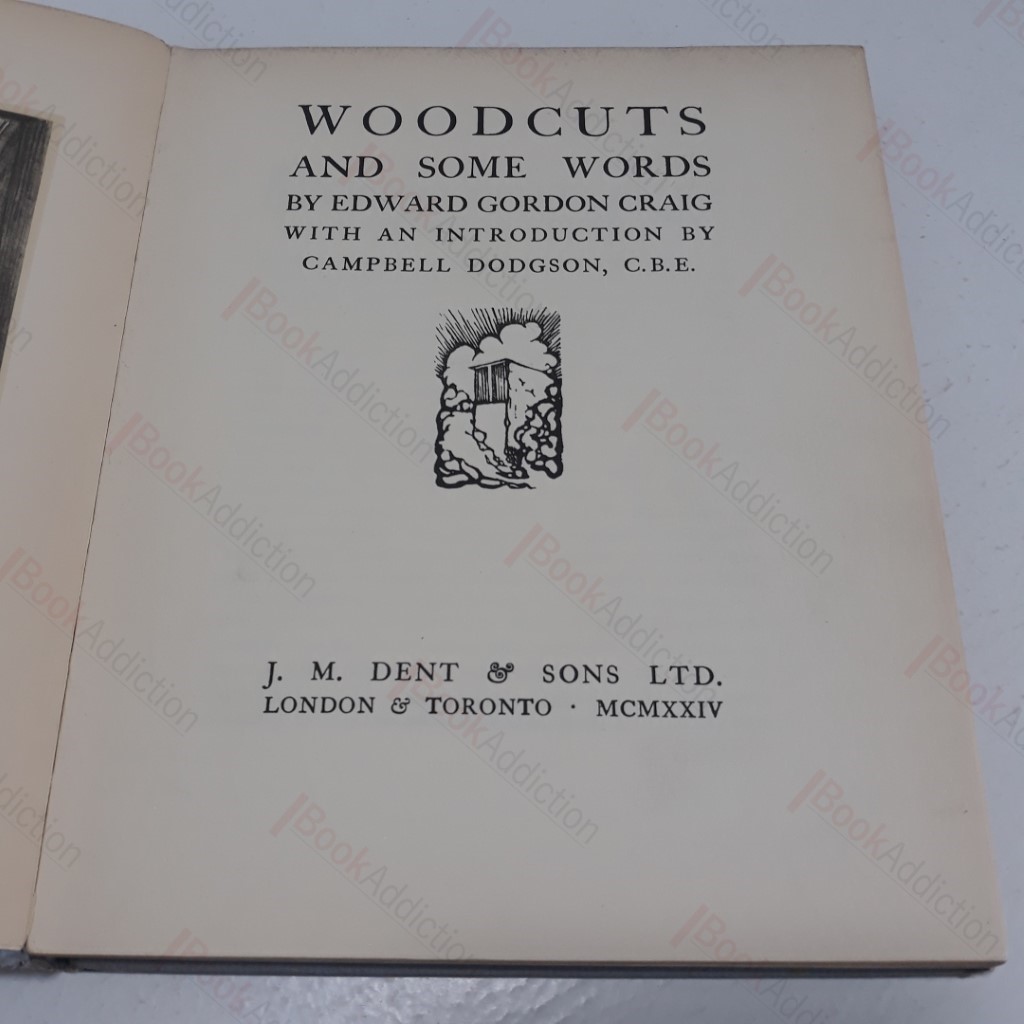 WOODCUTS
AND SOME WORDS
BY EDWARD GORDON CRAIG
WITH AN INTRODUCTION BY
CAMPBELL DODGSON, C.B.E.
J. M. DENT & SONS LTD.
LONDON & TORONTO · MCMXXIV
BookAddiction